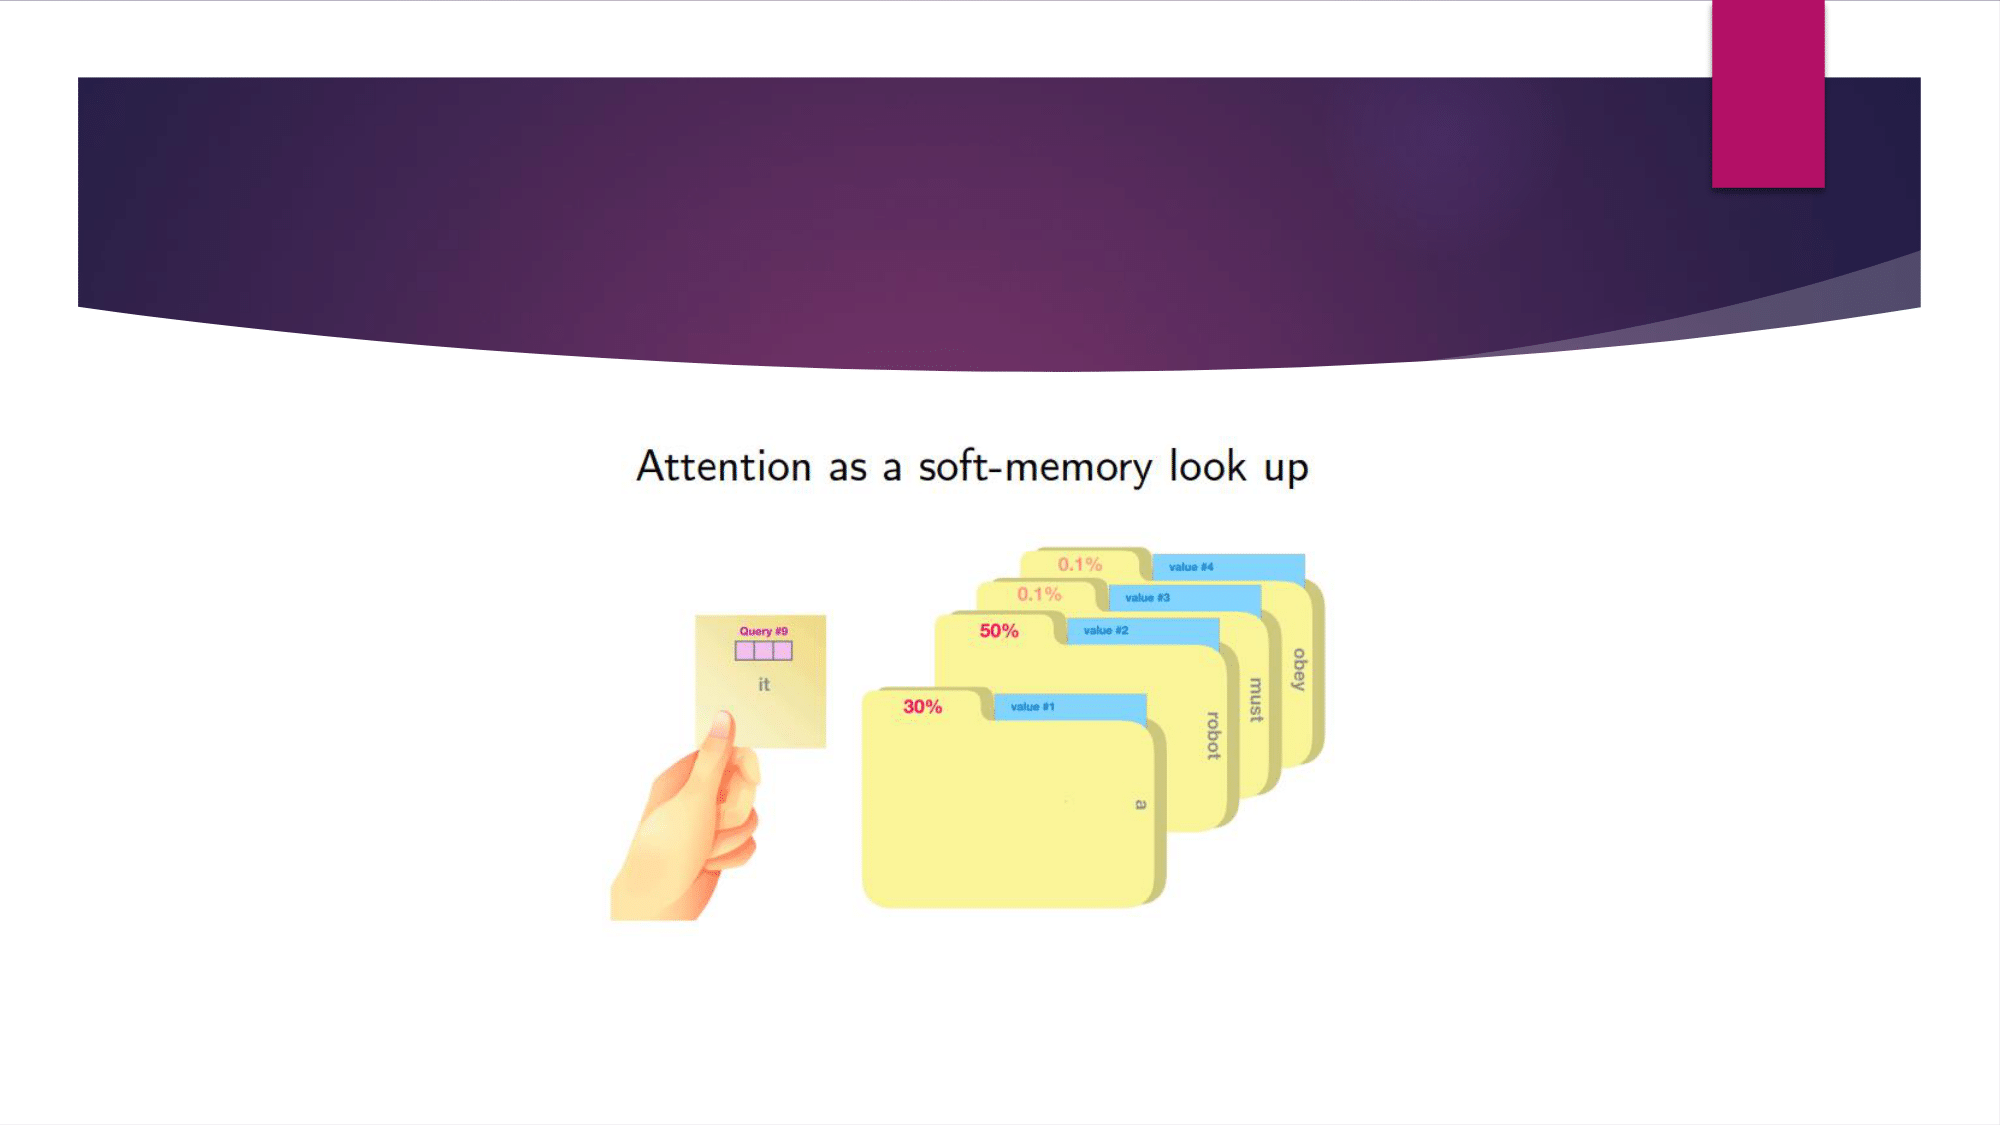 Attention as a soft-memory look up
Query #9
it
0.1%
value #4
0.1%
value #3
50%
value #2
30%
value #1
obey
must
robot
a